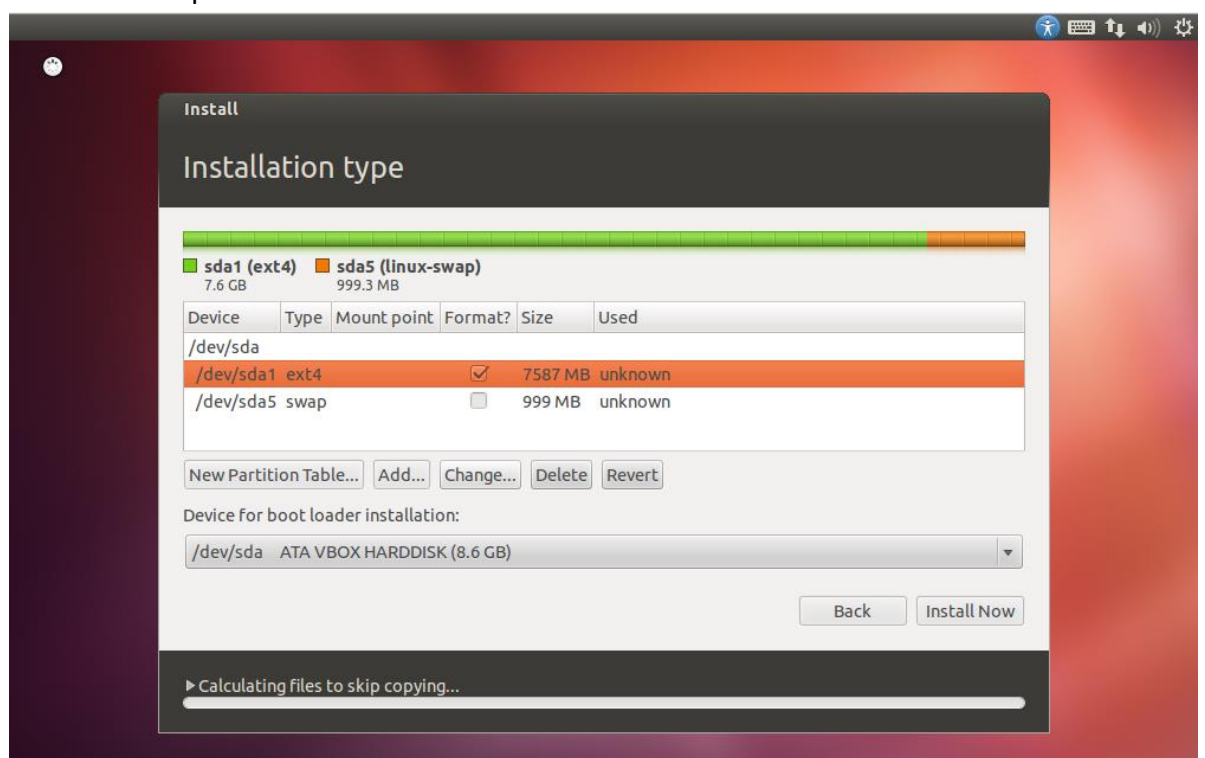 Install
Installation type
sda1 (ext4) sda5 (linux-swap)
7.6 GB 999.3 MB
Device Type Mount point Format? Size Used
/dev/sda
/dev/sda1 ext4 7587 MB unknown
/dev/sda5 swap 999 MB unknown
New Partition Table... Add... Change... Delete Revert
Device for boot loader installation:
/dev/sda ATA VBOX HARDDISK (8.6 GB)
Back Install Now
Calculating files to skip copying...